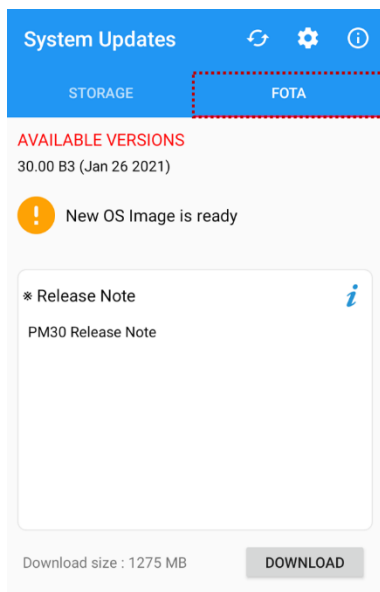 System Updates
STORAGE FOTA
AVAILABLE VERSIONS
30.00 B3 (Jan 26 2021)
New OS Image is ready
※ Release Note
PM30 Release Note
Download size : 1275 MB DOWNLOAD